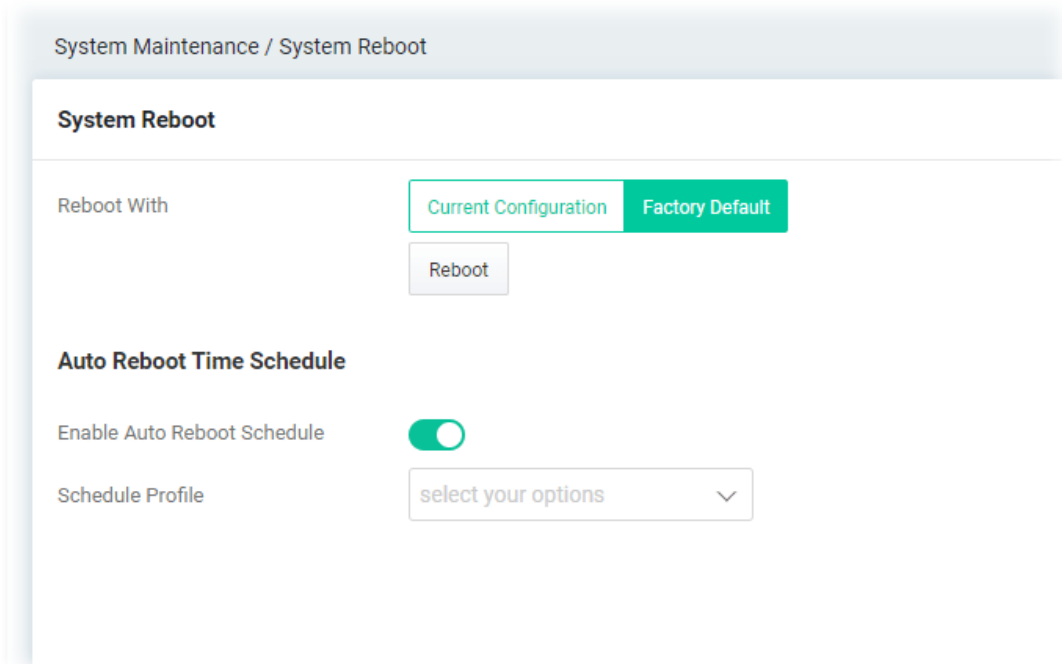 System Maintenance / System Reboot
System Reboot
Reboot With
Current Configuration Factory Default
Reboot
Auto Reboot Time Schedule
Enable Auto Reboot Schedule
Schedule Profile select your options